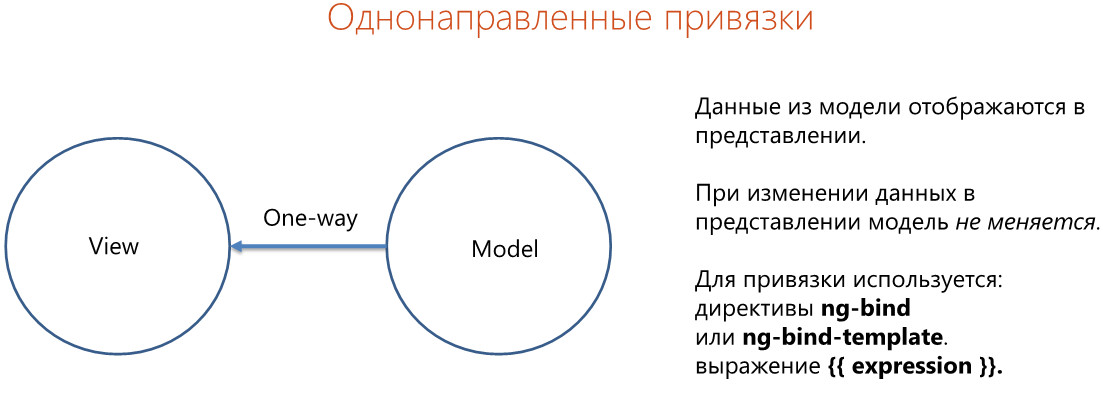 Однонаправленные привязки
View
One-way
Model
Данные из модели отображаются в
представлении.
При изменении данных в
представлении модель не меняется.
Для привязки используется:
директивы ng-bind
или ng-bind-template.
выражение {{ expression }}.